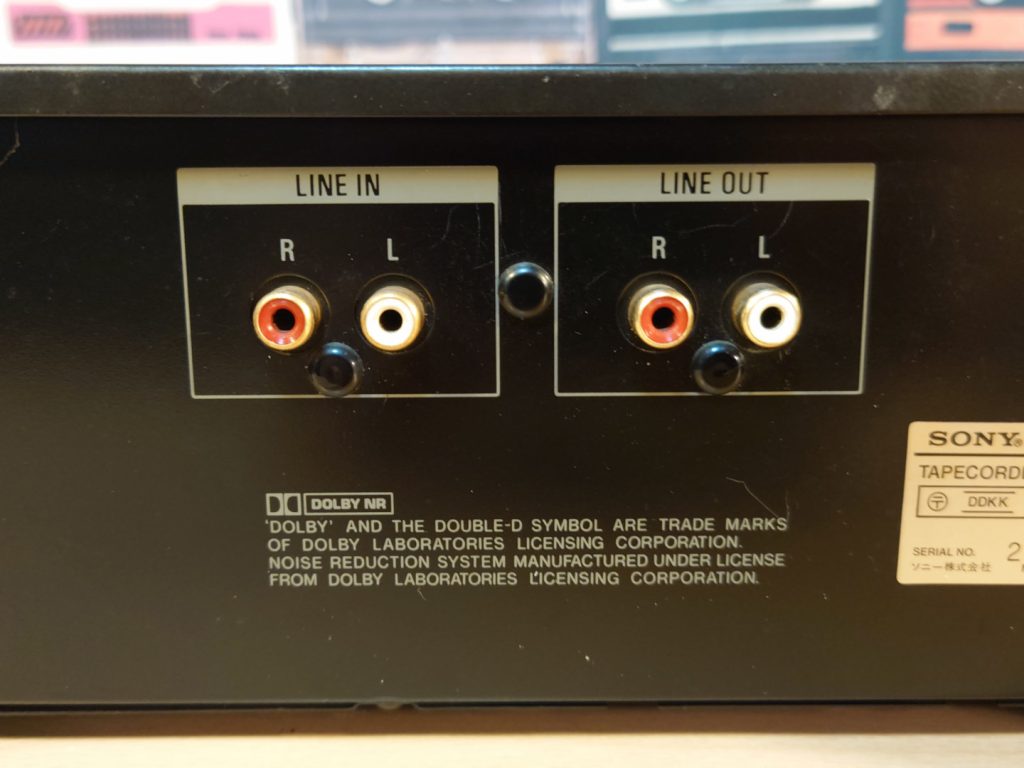 LINE IN
R L
LINE OUT
R L
DOLBY NR
'DOLBY' AND THE DOUBLE-D SYMBOL ARE TRADE MARKS
OF DOLBY LABORATORIES LICENSING CORPORATION.
NOISE REDUCTION SYSTEM MANUFACTURED UNDER LICENSE
FROM DOLBY LABORATORIES LICENSING CORPORATION.
SONY®
TAPECORD
〒 DDKK
SERIAL NO. 2
ソニー株式会社